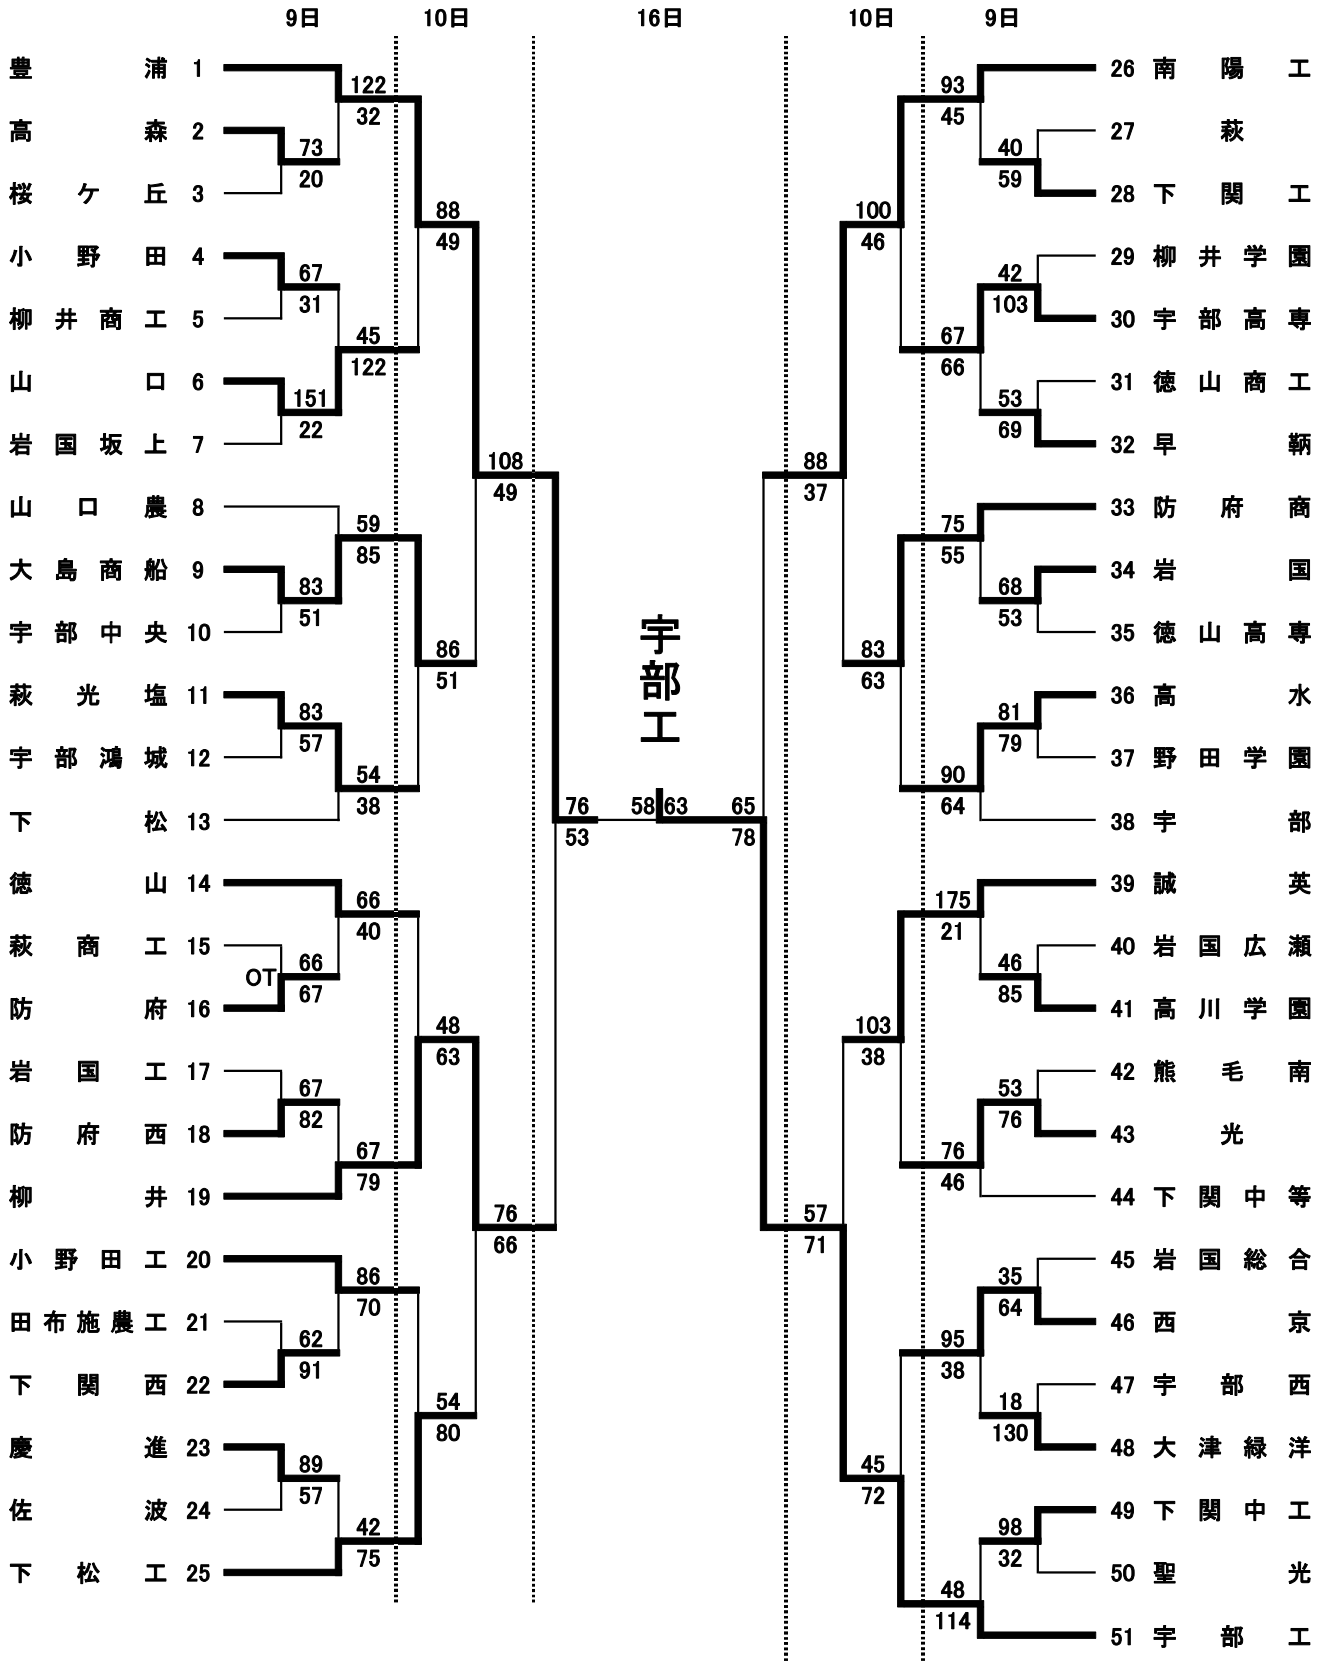 9日 10日 16日 10日 9日
豊浦 1
高森 2
桜ケ丘 3
小野田 4
柳井商工 5
山口 6
岩国坂上 7
山口農 8
大島商船 9
宇部中央 10
萩光塩 11
宇部鴻城 12
下松 13
徳山 14
萩商工 15
防府 16
岩国工 17
防府西 18
柳井 19
小野田工 20
田布施農工 21
下関西 22
慶進 23
佐波 24
下松工 25
122
32
73
20
67
31
45
122
151
22
59
85
83
51
83
57
54
38
66
40
OT
66
67
67
82
67
79
86
70
62
91
89
57
42
75
88
49
86
51
48
63
54
80
108
49
76
66
76
53
宇部工
58 63
65
78
88
37
57
71
100
46
83
63
103
38
45
72
93
45
40
59
42
103
67
66
53
69
75
55
68
53
81
79
90
64
175
21
46
85
53
76
76
46
35
64
95
38
18
130
98
32
48
114
26 南陽工
27 萩
28 下関工
29 柳井学園
30 宇部高専
31 徳山商工
32 早鞆
33 防府商
34 岩国
35 徳山高専
36 高水
37 野田学園
38 宇部
39 誠英
40 岩国広瀬
41 高川学園
42 熊毛南
43 光
44 下関中等
45 岩国総合
46 西京
47 宇部西
48 大津緑洋
49 下関中工
50 聖光
51 宇部工